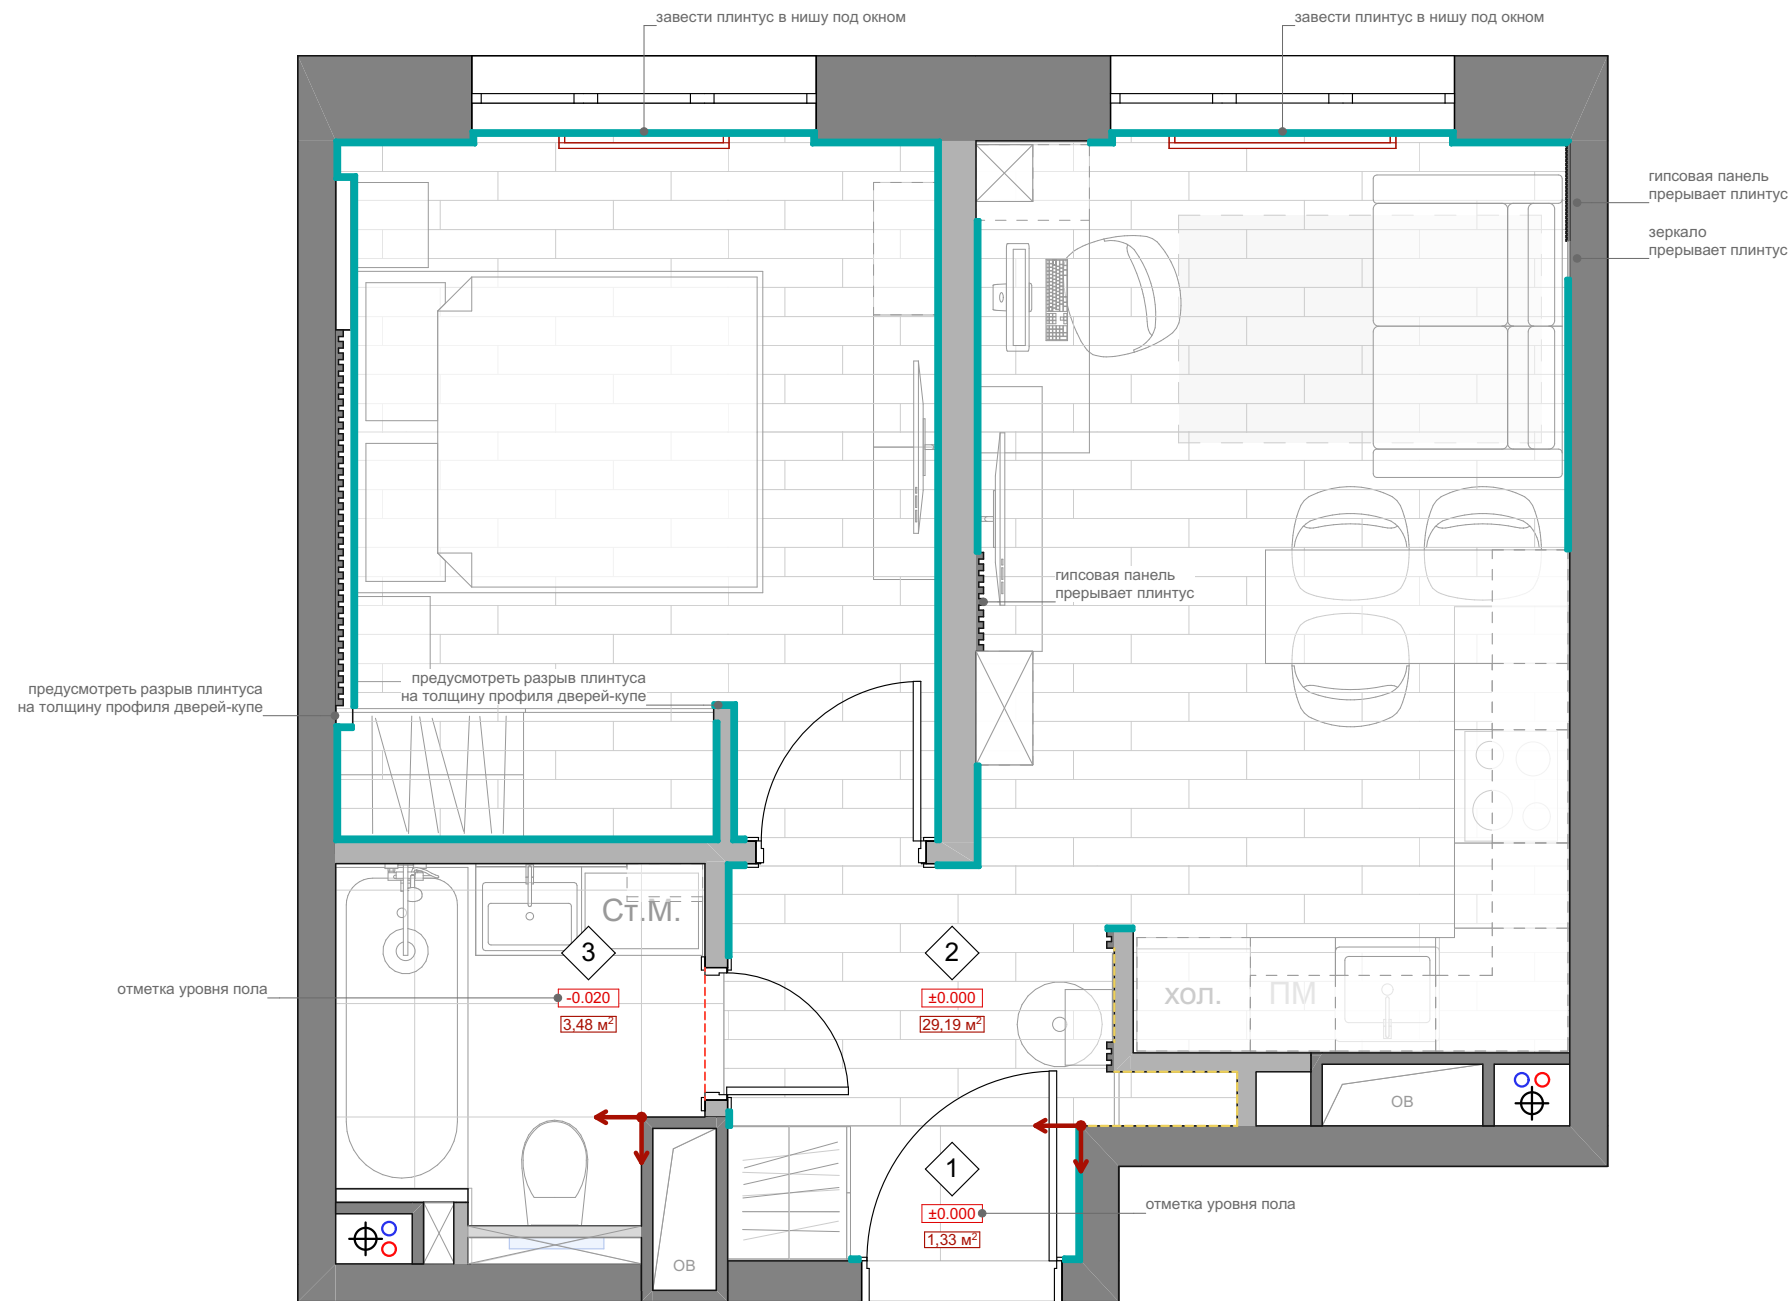 завести плинтус в нишу под окном
завести плинтус в нишу под окном
гипсовая панель
прерывает плинтус
зеркало
прерывает плинтус
гипсовая панель
прерывает плинтус
предусмотреть разрыв плинтуса
на толщину профиля дверей-купе
предусмотреть разрыв плинтуса
на толщину профиля дверей-купе
Ст.М.
3
-0.020
3,48 м²
отметка уровня пола
2
±0.000
29,19 м²
хол.
ПМ
ОВ
1
±0.000
1,33 м²
отметка уровня пола
ОВ